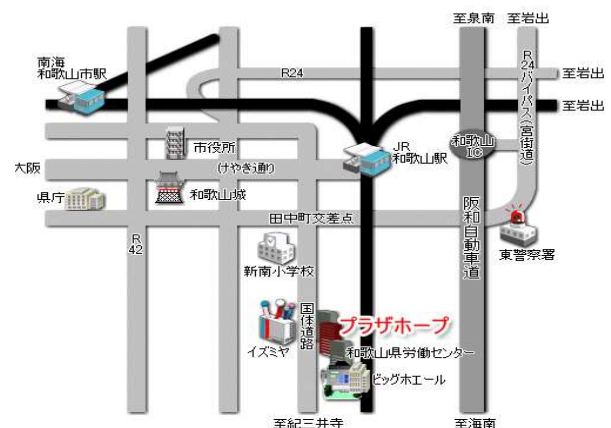 至泉南
至岩出
南海
和歌山市駅
R24
至岩出
R24バイパス(宮街道)
至岩出
市役所
JR
和歌山駅
和歌山
IC
大阪
(けやき通り)
県庁
和歌山城
田中町交差点
阪和自動車道
R
42
東警察署
新南小学校
国体道路
プラザホープ
イズミヤ
和歌山県労働センター
ビッグホエール
至紀三井寺
至海南